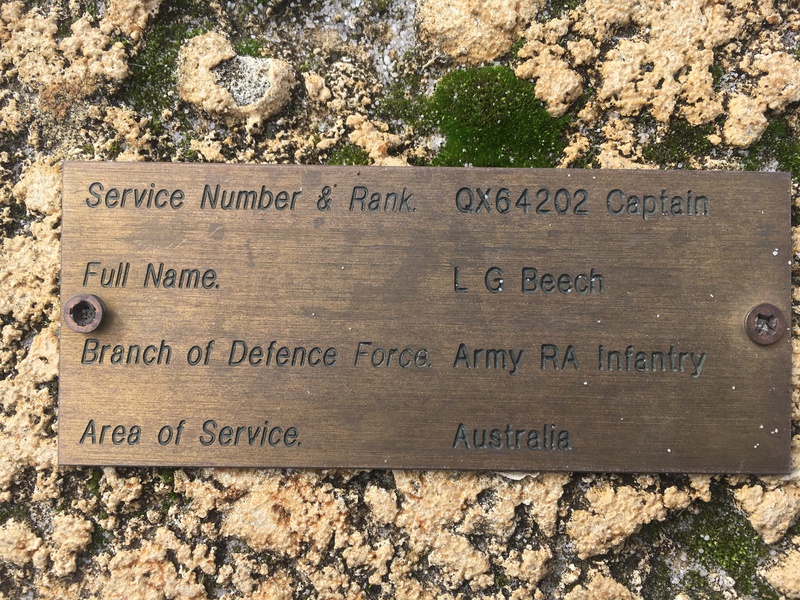 Service Number & Rank. QX64202 Captain
Full Name. L G Beech
Branch of Defence Force. Army RA Infantry
Area of Service. Australia